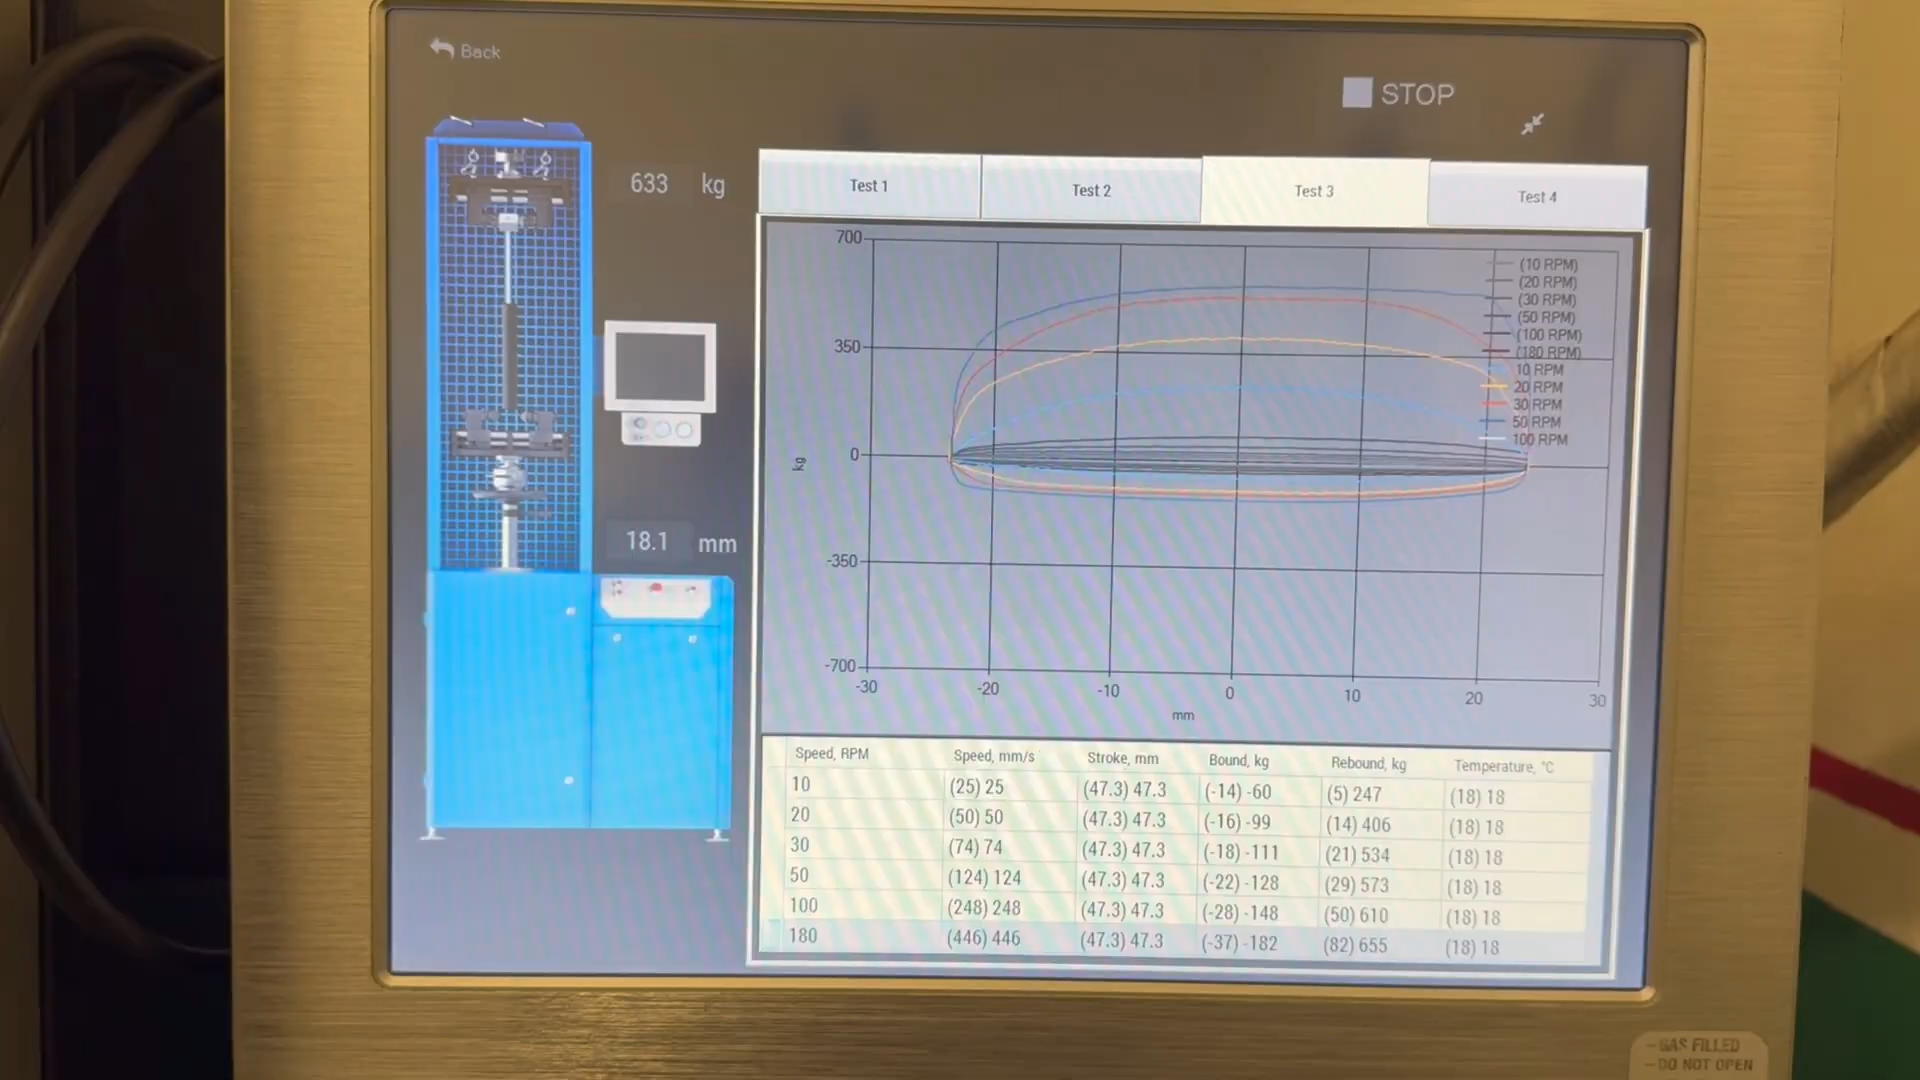 Back
STOP
633 kg
18.1 mm
Test 1 Test 2 Test 3 Test 4
700
350
0
-350
-700
kg
-30 -20 -10 0 10 20 30
mm
(10 RPM)
(20 RPM)
(30 RPM)
(50 RPM)
(100 RPM)
(180 RPM)
10 RPM
20 RPM
30 RPM
50 RPM
100 RPM
Speed, RPM Speed, mm/s Stroke, mm Bound, kg Rebound, kg Temperature, °C
10 (25) 25 (47.3) 47.3 (-14) -60 (5) 247 (18) 18
20 (50) 50 (47.3) 47.3 (-16) -99 (14) 406 (18) 18
30 (74) 74 (47.3) 47.3 (-18) -111 (21) 534 (18) 18
50 (124) 124 (47.3) 47.3 (-22) -128 (29) 573 (18) 18
100 (248) 248 (47.3) 47.3 (-28) -148 (50) 610 (18) 18
180 (446) 446 (47.3) 47.3 (-37) -182 (82) 655 (18) 18
- GAS FILLED
- DO NOT OPEN